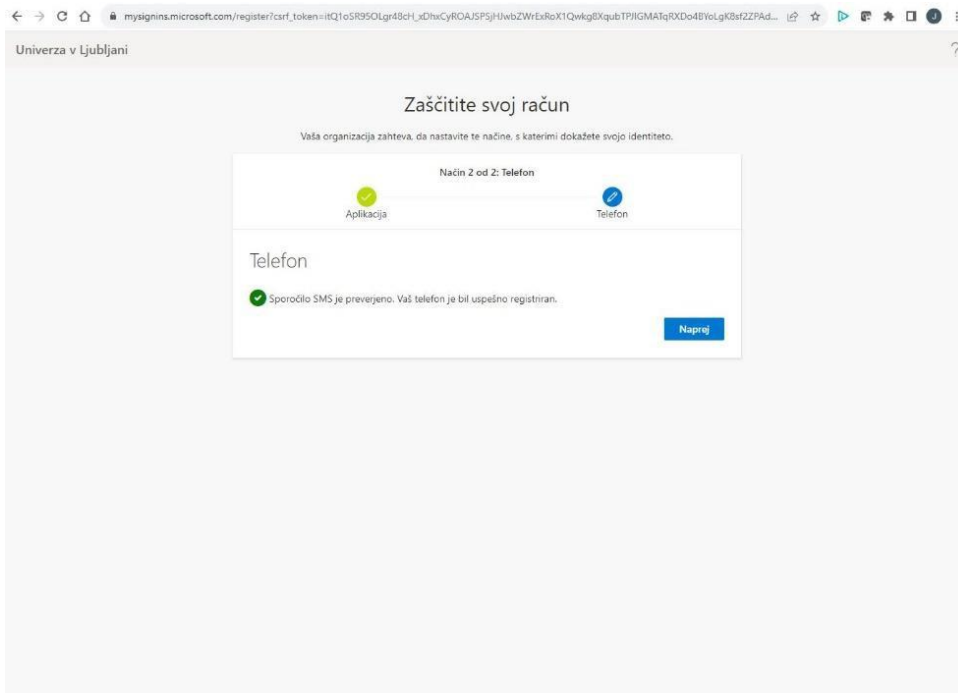 mysignins.microsoft.com/register?csrf_token=
J
Univerza v Ljubljani
?
Zaščitite svoj račun
Vaša organizacija zahteva, da nastavite te načine, s katerimi dokažete svojo identiteto.
Način 2 od 2: Telefon
Aplikacija
Telefon
Telefon
Sporočilo SMS je preverjeno. Vaš telefon je bil uspešno registriran.
Naprej